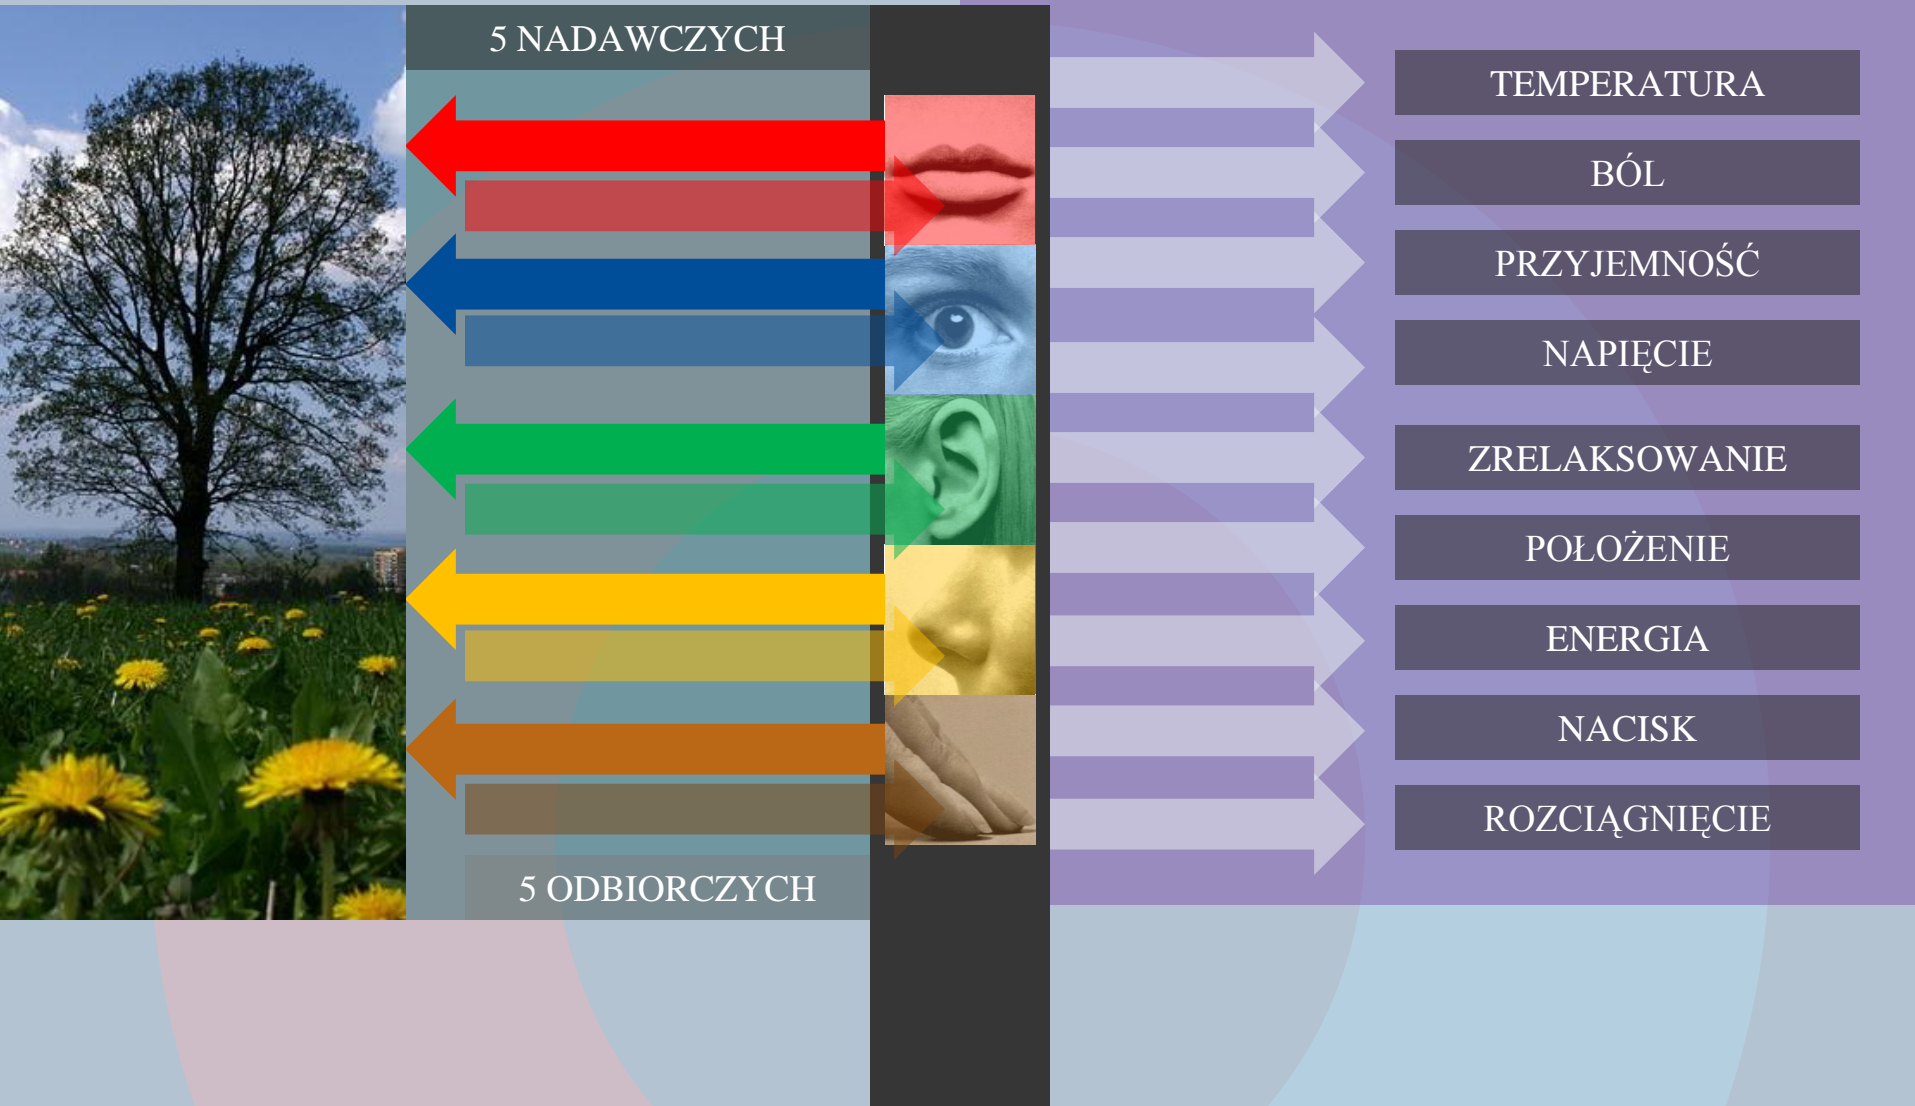 5 NADAWCZYCH
5 ODBIORCZYCH
TEMPERATURA
BÓL
PRZYJEMNOŚĆ
NAPIĘCIE
ZRELAKSOWANIE
POŁOŻENIE
ENERGIA
NACISK
ROZCIĄGNIĘCIE